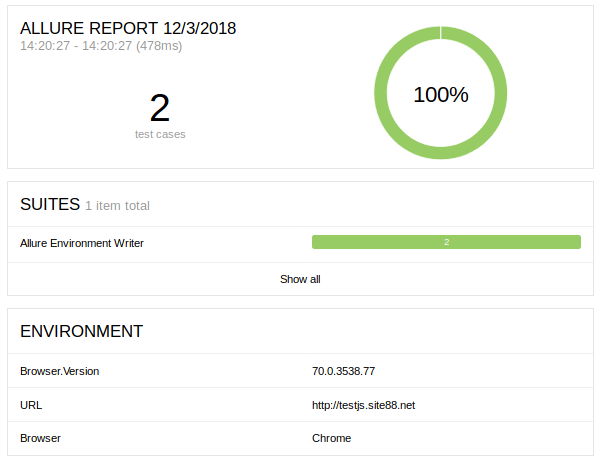 ALLURE REPORT 12/3/2018
14:20:27 - 14:20:27 (478ms)
2
test cases
100%
SUITES 1 item total
Allure Environment Writer 2
Show all
ENVIRONMENT
Browser.Version 70.0.3538.77
URL http://testjs.site88.net
Browser Chrome